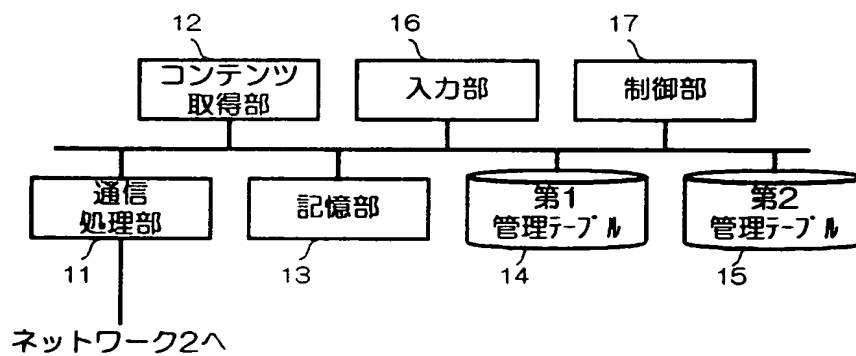 12
16
17
コンテンツ
取得部
入力部
制御部
通信
処理部
記憶部
第1
管理ﾃｰﾌﾞﾙ
第2
管理ﾃｰﾌﾞﾙ
11
13
14
15
ネットワーク2へ